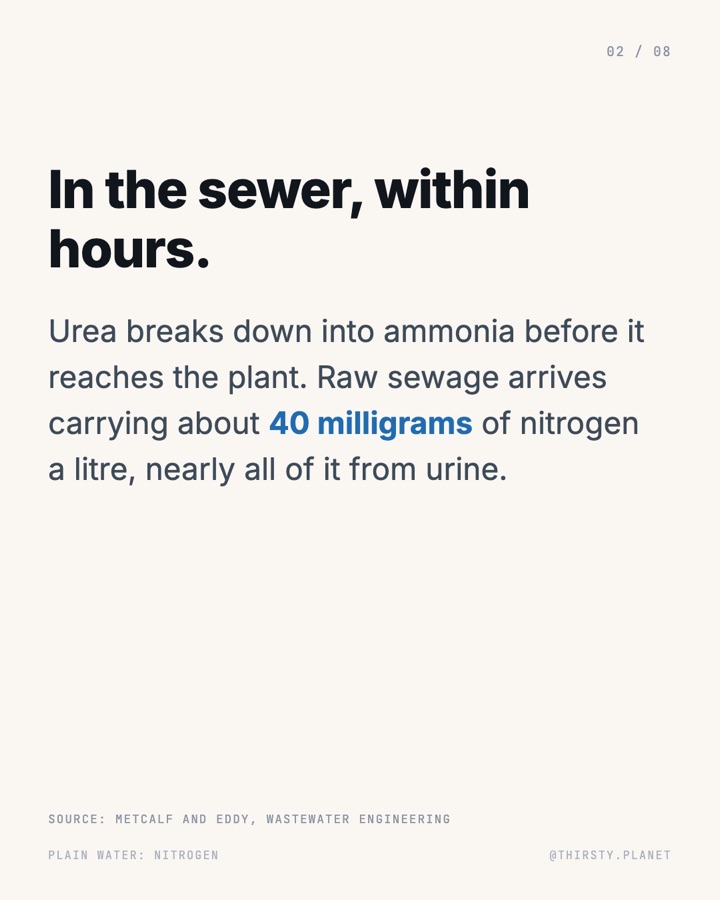 02 / 08
In the sewer, within
hours.
Urea breaks down into ammonia before it
reaches the plant. Raw sewage arrives
carrying about 40 milligrams of nitrogen
a litre, nearly all of it from urine.
SOURCE: METCALF AND EDDY, WASTEWATER ENGINEERING
PLAIN WATER: NITROGEN
@THIRSTY.PLANET